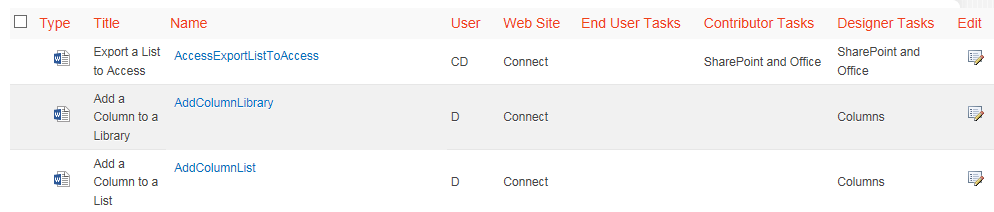 Type Title Name User Web Site End User Tasks Contributor Tasks Designer Tasks Edit
Export a List
to Access
AccessExportListToAccess
CD
Connect
SharePoint and Office
SharePoint and
Office
Add a
Column to a
Library
AddColumnLibrary
D
Connect
Columns
Add a
Column to a
List
AddColumnList
D
Connect
Columns